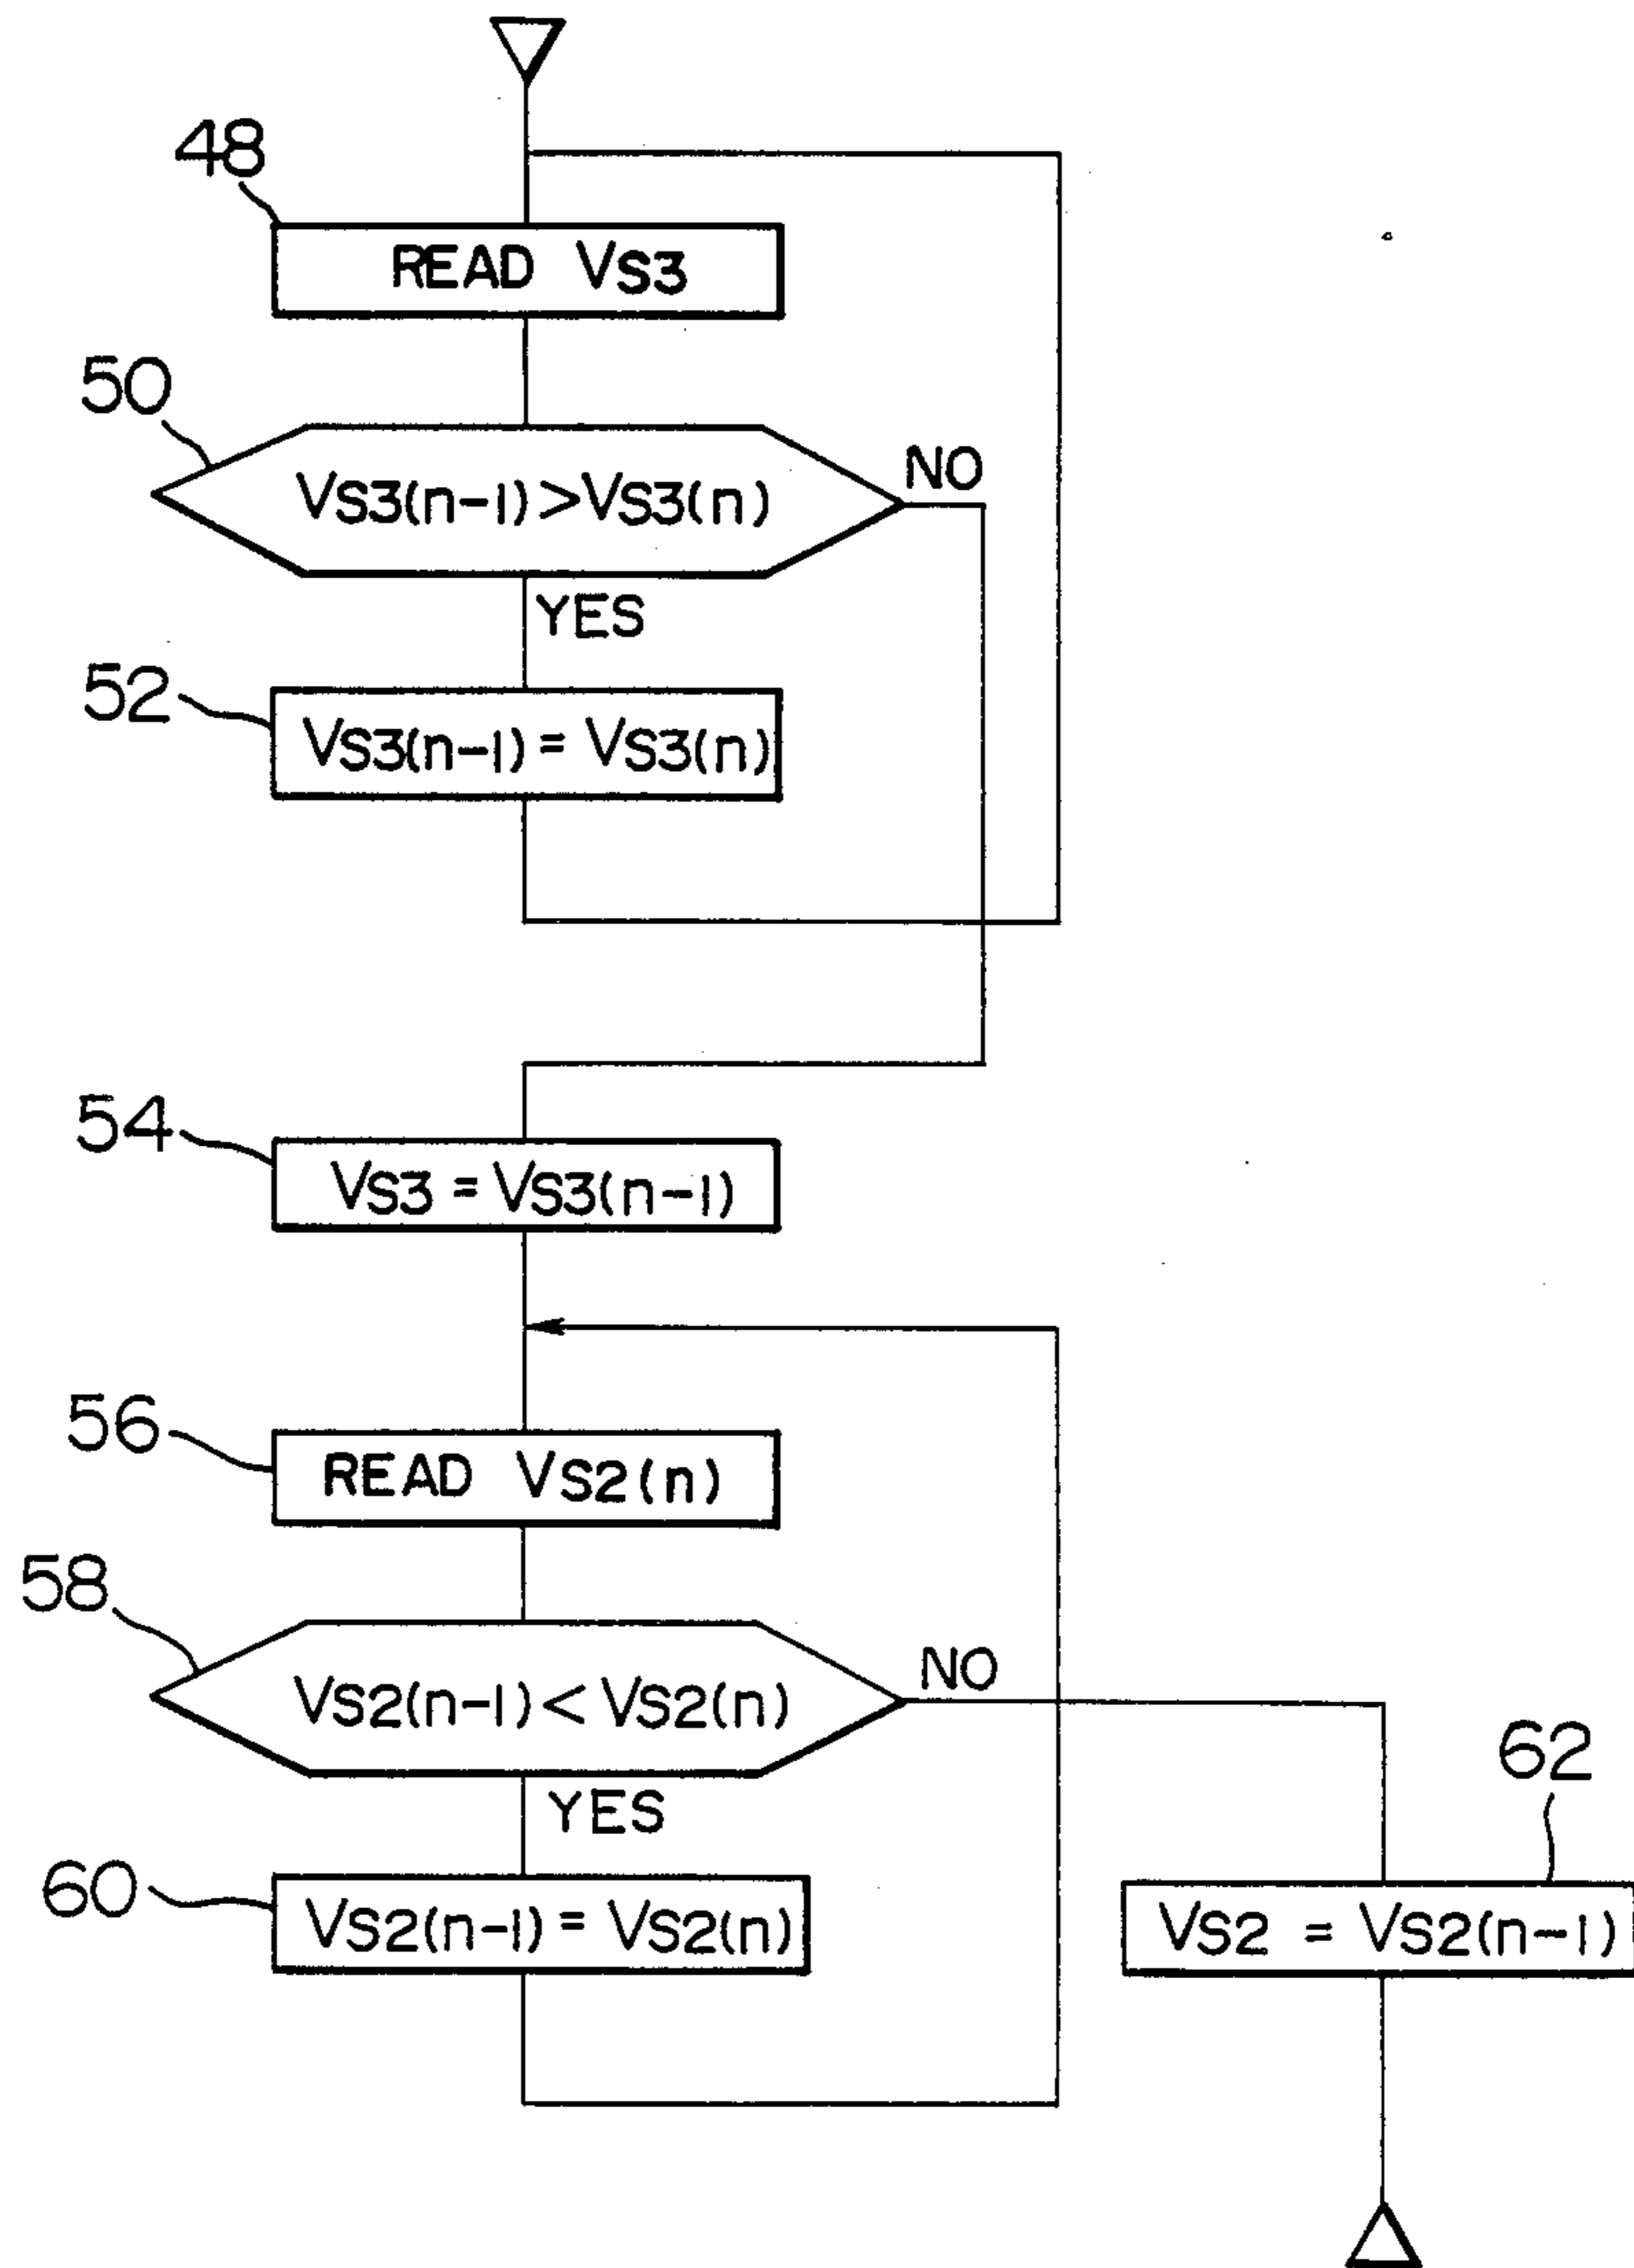 48
READ VS3
50
VS3(n-1)>VS3(n)
NO
YES
52
VS3(n-1) = VS3(n)
54
VS3 = VS3(n-1)
56
READ VS2(n)
58
VS2(n-1) < VS2(n)
NO
YES
62
60
VS2(n-1) = VS2(n)
VS2 = VS2(n-1)